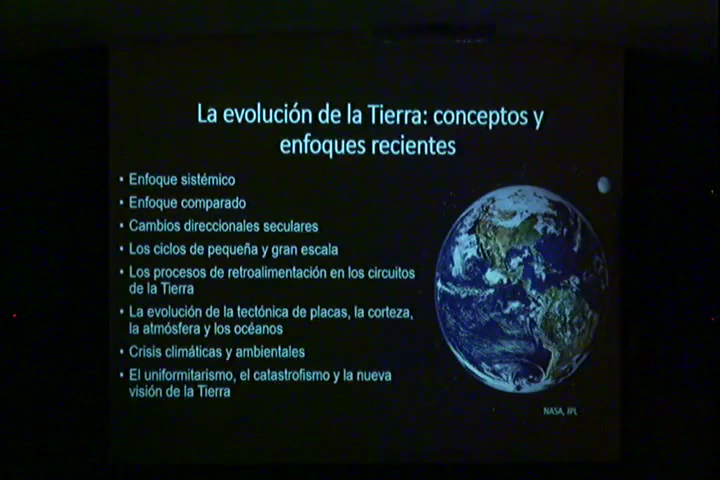 La evolución de la Tierra: conceptos y
enfoques recientes
• Enfoque sistémico
• Enfoque comparado
• Cambios direccionales seculares
• Los ciclos de pequeña y gran escala
• Los procesos de retroalimentación en los circuitos
de la Tierra
• La evolución de la tectónica de placas, la corteza,
la atmósfera y los océanos
• Crisis climáticas y ambientales
• El uniformitarismo, el catastrofismo y la nueva
visión de la Tierra
NASA, JPL